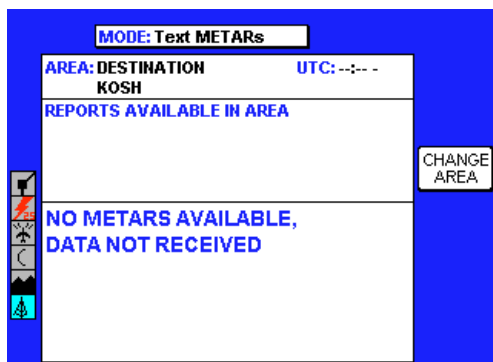 MODE: Text METARs
AREA: DESTINATION UTC: --:-- -
KOSH
REPORTS AVAILABLE IN AREA
CHANGE
AREA
25
NO METARS AVAILABLE,
DATA NOT RECEIVED